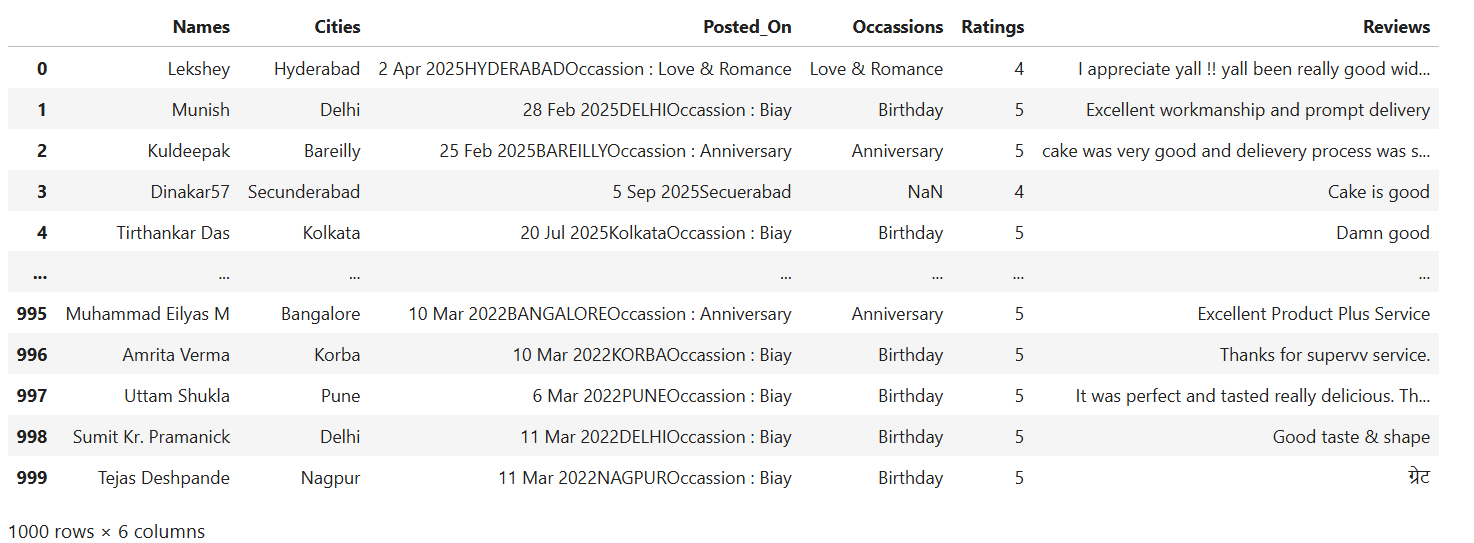 Names Cities Posted_On Occassions Ratings Reviews
0 Lekshey Hyderabad 2 Apr 2025HYDERABADOccassion : Love & Romance Love & Romance 4 I appreciate yall !! yall been really good wid...
1 Munish Delhi 28 Feb 2025DELHIOccassion : Biay Birthday 5 Excellent workmanship and prompt delivery
2 Kuldeepak Bareilly 25 Feb 2025BAREILLYOccassion : Anniversary Anniversary 5 cake was very good and delievery process was s...
3 Dinakar57 Secunderabad 5 Sep 2025Secuerabad NaN 4 Cake is good
4 Tirthankar Das Kolkata 20 Jul 2025KolkataOccassion : Biay Birthday 5 Damn good
... ... ... ... ... ... ...
995 Muhammad Eilyas M Bangalore 10 Mar 2022BANGALOREOccassion : Anniversary Anniversary 5 Excellent Product Plus Service
996 Amrita Verma Korba 10 Mar 2022KORBAOccassion : Biay Birthday 5 Thanks for supervv service.
997 Uttam Shukla Pune 6 Mar 2022PUNEOccassion : Biay Birthday 5 It was perfect and tasted really delicious. Th...
998 Sumit Kr. Pramanick Delhi 11 Mar 2022DELHIOccassion : Biay Birthday 5 Good taste & shape
999 Tejas Deshpande Nagpur 11 Mar 2022NAGPUROccassion : Biay Birthday 5 ग्रेट
1000 rows × 6 columns